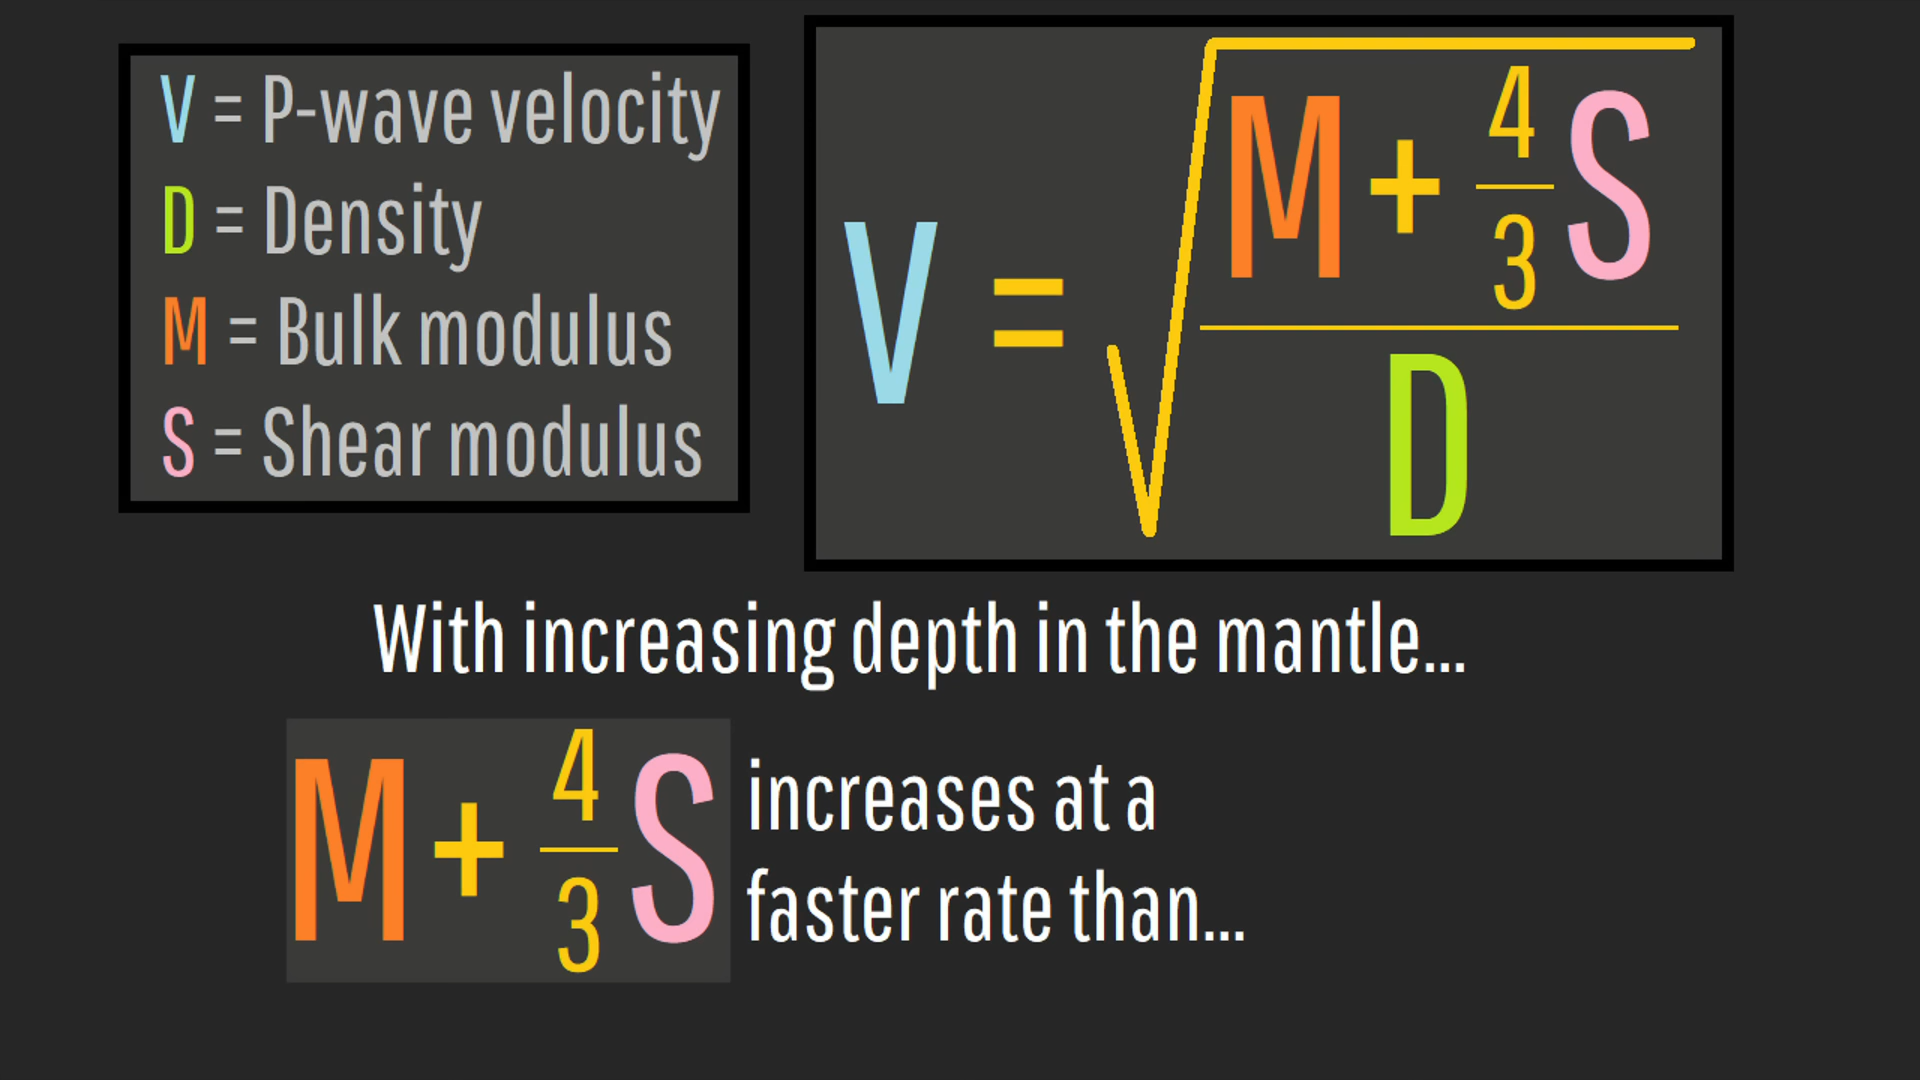 V = P-wave velocity
D = Density
M = Bulk modulus
S = Shear modulus
V = √ M + 4/3 S
D
With increasing depth in the mantle...
M + 4/3 S
increases at a
faster rate than...